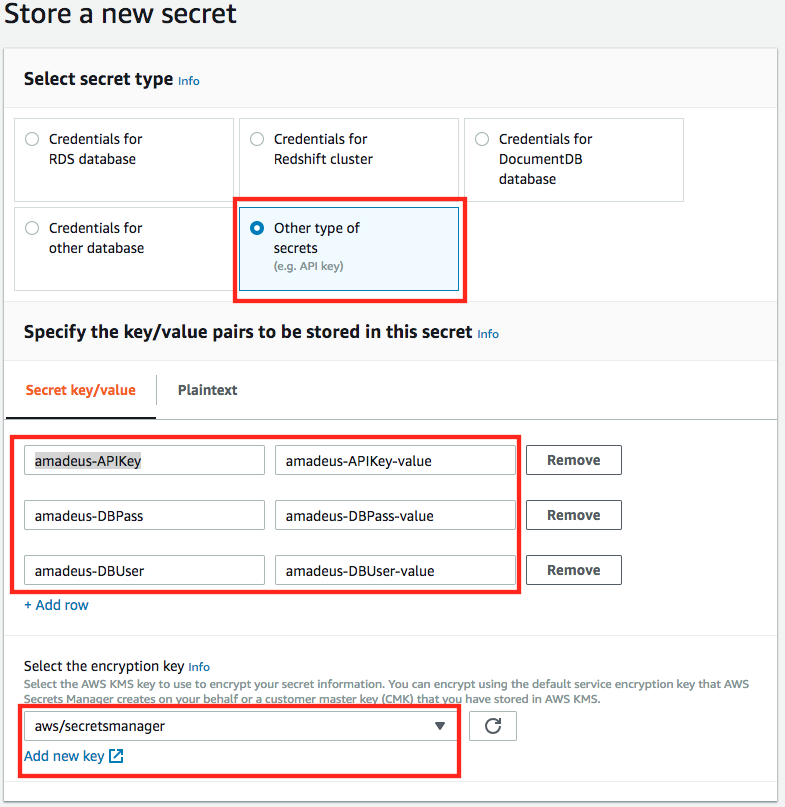 Store a new secret
Select secret type Info
Credentials for
RDS database
Credentials for
Redshift cluster
Credentials for
DocumentDB
database
Credentials for
other database
Other type of
secrets
(e.g. API key)
Specify the key/value pairs to be stored in this secret Info
Secret key/value
Plaintext
amadeus-APIKey
amadeus-APIKey-value
Remove
amadeus-DBPass
amadeus-DBPass-value
Remove
amadeus-DBUser
amadeus-DBUser-value
Remove
+ Add row
Select the encryption key Info
Select the AWS KMS key to use to encrypt your secret information. You can encrypt using the default service encryption key that AWS
Secrets Manager creates on your behalf or a customer master key (CMK) that you have stored in AWS KMS.
aws/secretsmanager
Add new key